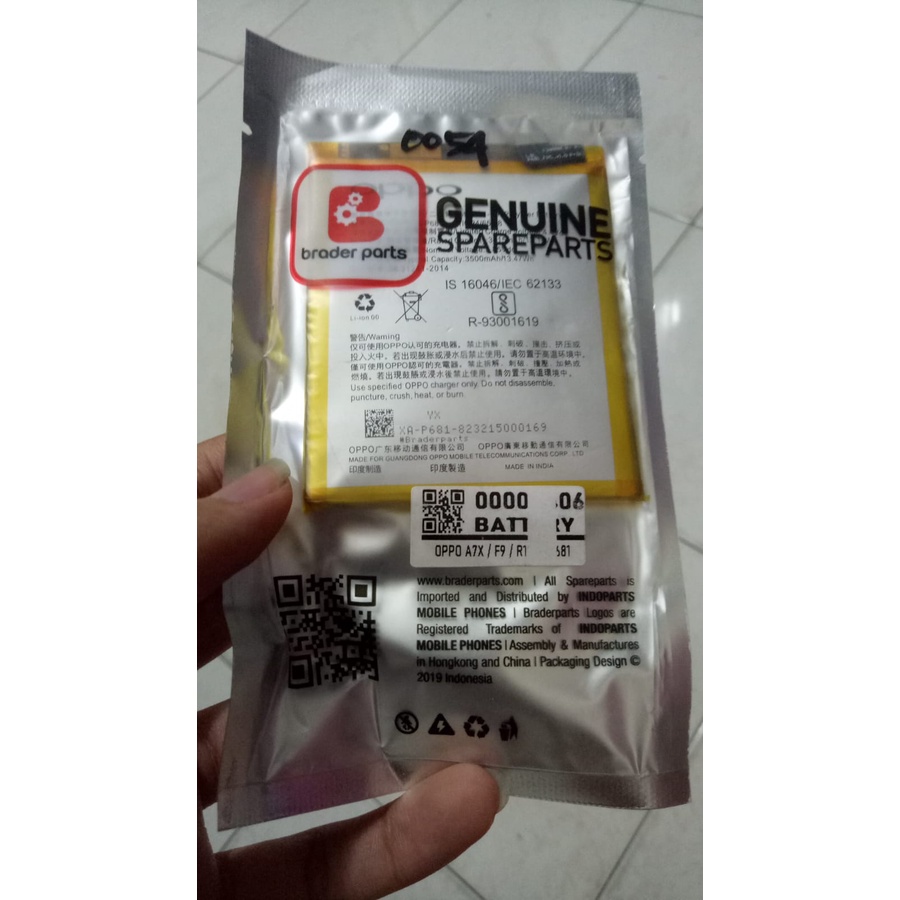 0054
OPPO
GENUINE
SPAREPARTS
brader parts
Capacity:3500mAh/13.47Wh
-2014
IS 16046/IEC 62133
R-93001619
Li-ion 00
警告/Warning
仅可使用OPPO认可的充电器。禁止拆解、刺破、撞击、挤压或
投入火中。若出现鼓胀或浸水后禁止使用。请勿置于高温环境中。
僅可使用OPPO認可的充電器。禁止拆解、刺破、擠壓、加熱或
燃燒。若出現鼓脹或浸水後禁止使用。請勿置于高溫環境中。
Use specified OPPO charger only. Do not disassemble,
puncture, crush, heat, or burn.
YX
XA-P681-823215000169
#Braderparts
OPPO广东移动通信有限公司 OPPO廣東移動通信有限公司
MADE FOR GUANGDONG OPPO MOBILE TELECOMMUNICATIONS CORP., LTD
印度制造 印度製造 MADE IN INDIA
0000 06
BATT RY
OPPO A7X / F9 / R1 681
www.braderparts.com | All Spareparts is
Imported and Distributed by INDOPARTS
MOBILE PHONES | Braderparts Logos are
Registered Trademarks of INDOPARTS
MOBILE PHONES | Assembly & Manufactures
in Hongkong and China | Packaging Design ©
2019 Indonesia